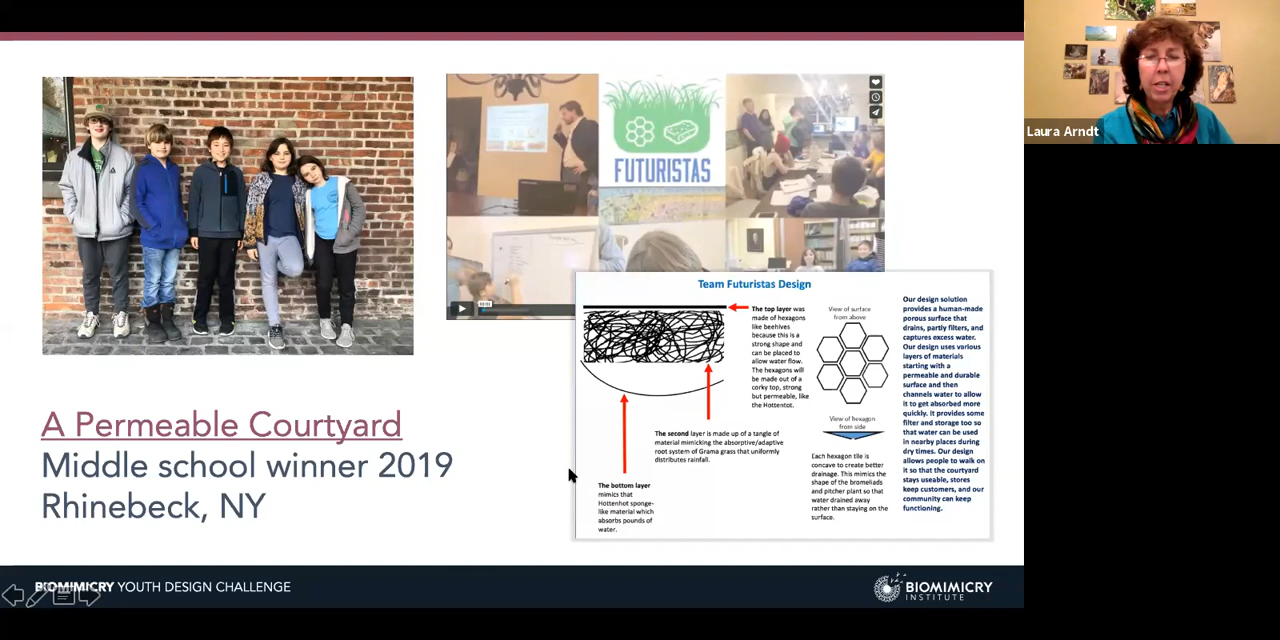 Laura Arndt
FUTURISTAS
A Permeable Courtyard
Middle school winner 2019
Rhinebeck, NY
Team Futuristas Design
The top layer was
made of hexagons
like beehives
because this is a
strong shape and
can be placed to
allow water flow.
The hexagons will
be made out of a
corky top, strong
but permeable, like
the Hottentot.
View of surface
from above
The second layer is made up of a tangle of
material mimicking the absorptive/adaptive
root system of Grama grass that uniformly
distributes rainfall.
View of hexagon
from side
The bottom layer
mimics that
Hottenhot sponge-
like material which
absorbs pounds of
water.
Each hexagon tile is
concave to create better
drainage. This mimics the
shape of the bromeliads
and pitcher plant so that
water drained away
rather than staying on the
surface.
Our design solution
provides a human-made
porous surface that
drains, partly filters, and
captures excess water.
Our design uses various
layers of materials
starting with a
permeable and durable
surface and then
channels water to allow
it to get absorbed more
quickly. It provides some
filter and storage too so
that water can be used
in nearby places during
dry times. Our design
allows people to walk on
it so that the courtyard
stays useable, stores
keep customers, and our
community can keep
functioning.
BIOMIMICRY YOUTH DESIGN CHALLENGE
BIOMIMICRY
INSTITUTE